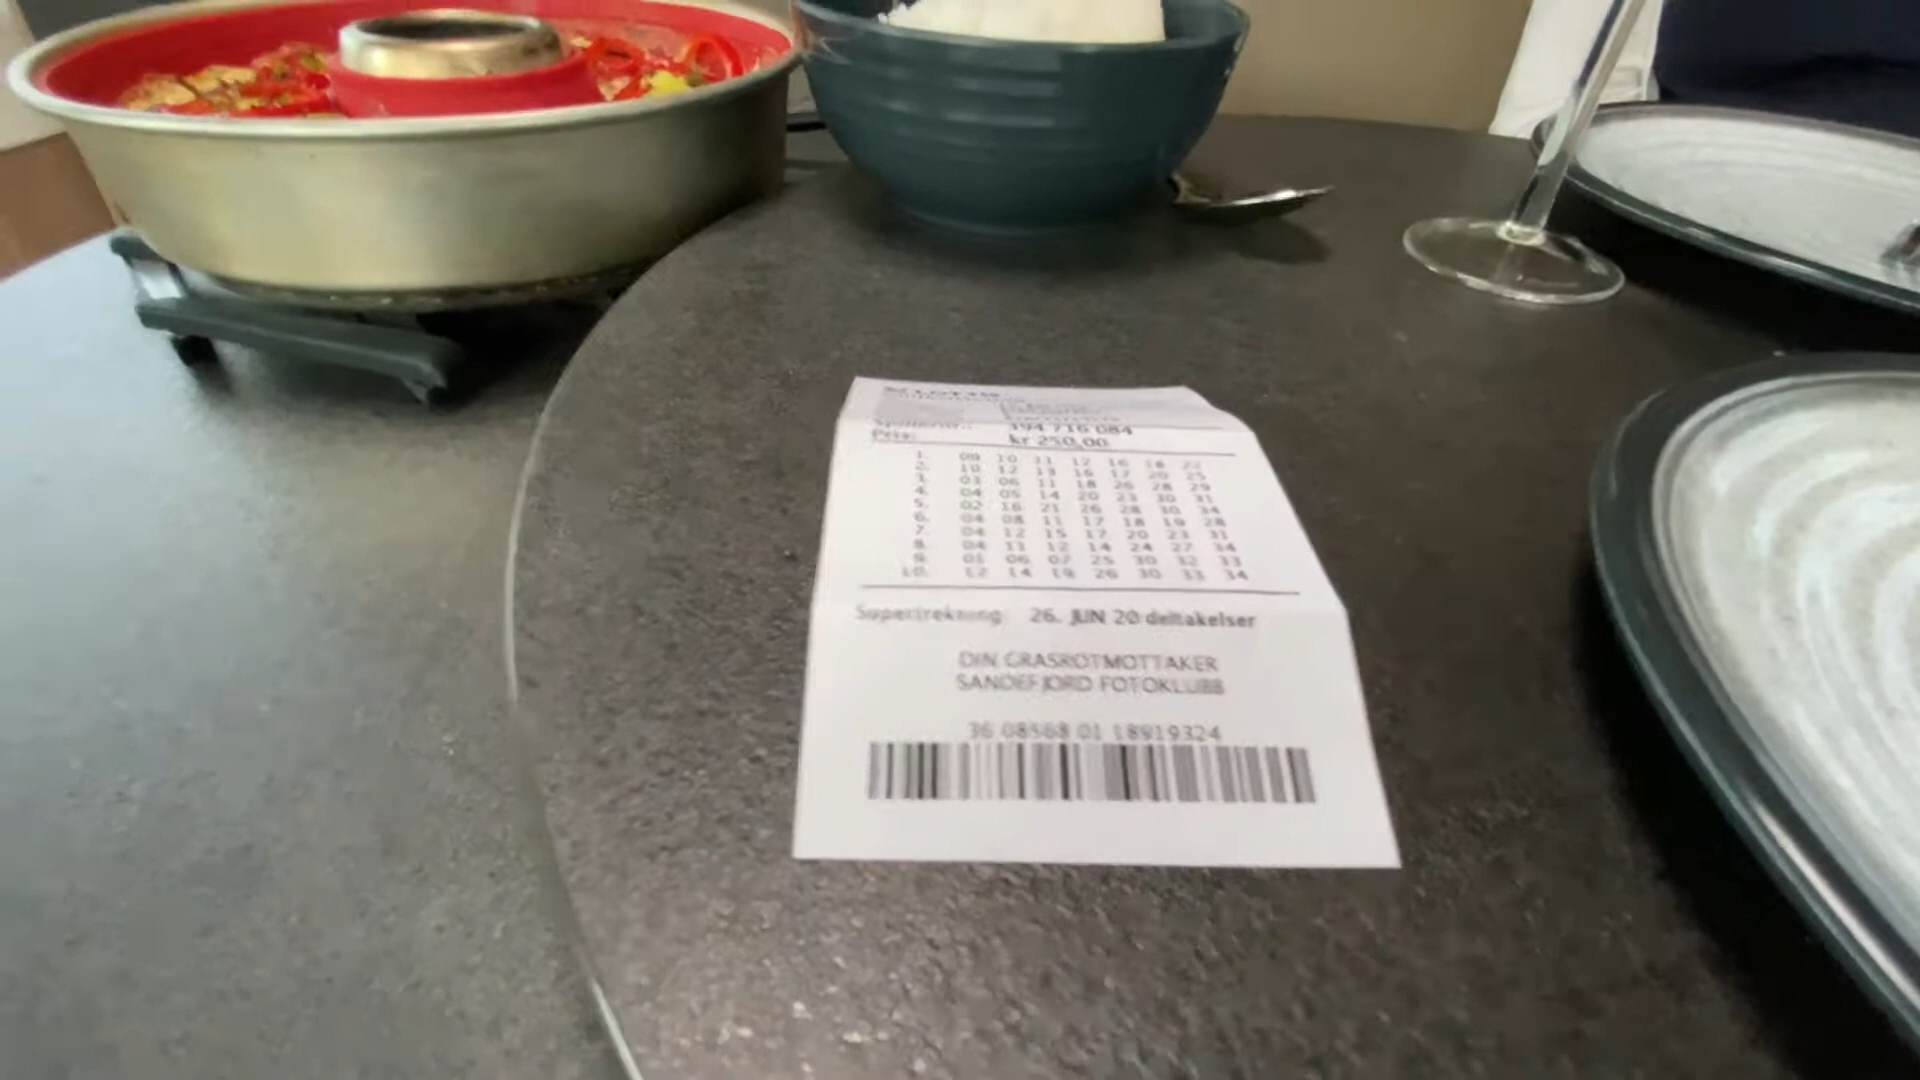 LOTTO
Spillernr.: 394 716 084
Pris: kr 250,00
1. 09 10 11 12 16 18 22
2. 10 12 13 16 17 20 25
3. 03 06 11 18 26 28 29
4. 04 05 14 20 23 30 31
5. 02 16 21 26 28 30 34
6. 04 08 11 17 18 19 28
7. 04 12 15 17 20 23 31
8. 04 11 12 14 24 27 34
9. 06 07 25 30 32 33
10. 12 14 19 26 30 33 34
Supertrekning: 26. JUN 20 deltakelser
DIN GRASROTMOTTAKER
SANDEFJORD FOTOKLUBB
36 08568 01 18919324